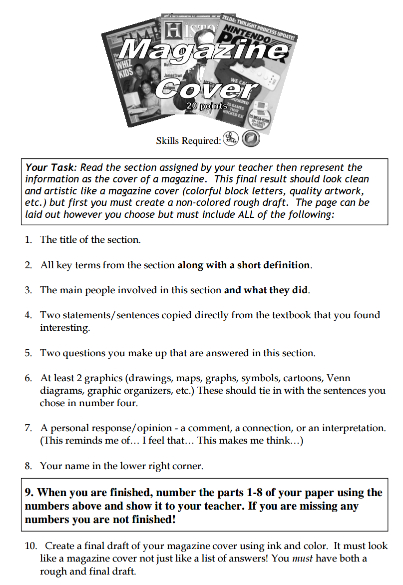 TIME
HISTO
ZELDA: TWILIGHT PRINCESS UPDATE!
NINTENDO
WHIZ
KIDS
Magazine
Cover
20 points
Skills Required:
Your Task: Read the section assigned by your teacher then represent the
information as the cover of a magazine.  This final result should look clean
and artistic like a magazine cover (colorful block letters, quality artwork,
etc.) but first you must create a non-colored rough draft.  The page can be
laid out however you choose but must include ALL of the following:
1.  The title of the section.
2.  All key terms from the section along with a short definition.
3.  The main people involved in this section and what they did.
4.  Two statements/sentences copied directly from the textbook that you found
interesting.
5.  Two questions you make up that are answered in this section.
6.  At least 2 graphics (drawings, maps, graphs, symbols, cartoons, Venn
diagrams, graphic organizers, etc.) These should tie in with the sentences you
chose in number four.
7.  A personal response/opinion - a comment, a connection, or an interpretation.
(This reminds me of… I feel that… This makes me think…)
8.  Your name in the lower right corner.
9. When you are finished, number the parts 1-8 of your paper using the
numbers above and show it to your teacher. If you are missing any
numbers you are not finished!
10.  Create a final draft of your magazine cover using ink and color.  It must look
like a magazine cover not just like a list of answers! You must have both a
rough and final draft.